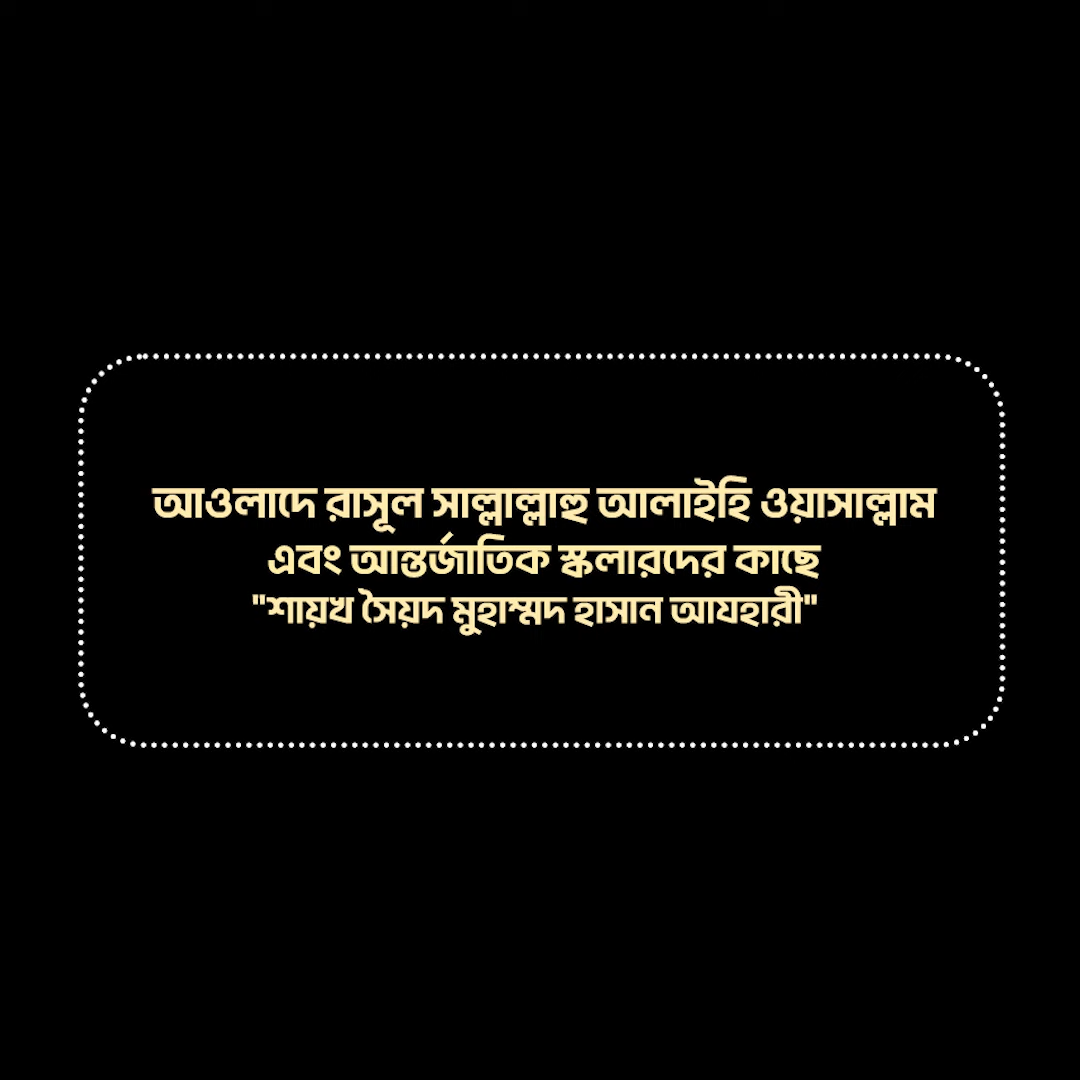 আওলাদে রাসূল সাল্লাল্লাহু আলাইহি ওয়াসাল্লাম
এবং আন্তর্জাতিক স্কলারদের কাছে
"শায়খ সৈয়দ মুহাম্মদ হাসান আযহারী"